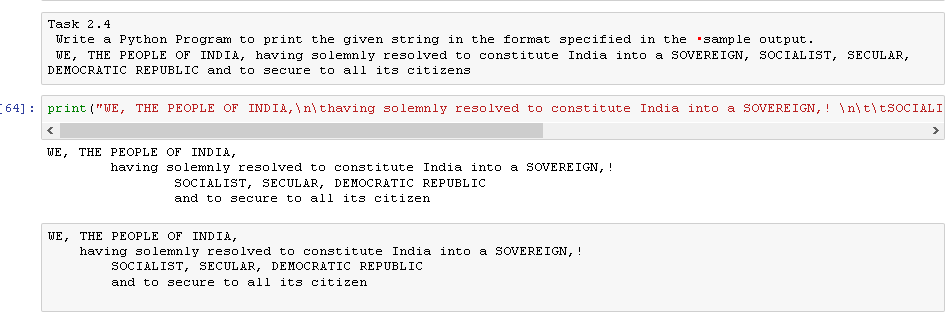 Task 2.4
Write a Python Program to print the given string in the format specified in the •sample output.
WE, THE PEOPLE OF INDIA, having solemnly resolved to constitute India into a SOVEREIGN, SOCIALIST, SECULAR,
DEMOCRATIC REPUBLIC and to secure to all its citizens
[64]: print("WE, THE PEOPLE OF INDIA,\n\thaving solemnly resolved to constitute India into a SOVEREIGN,! \n\t\tSOCIALI
WE, THE PEOPLE OF INDIA,
having solemnly resolved to constitute India into a SOVEREIGN,!
SOCIALIST, SECULAR, DEMOCRATIC REPUBLIC
and to secure to all its citizen
WE, THE PEOPLE OF INDIA,
having solemnly resolved to constitute India into a SOVEREIGN,!
SOCIALIST, SECULAR, DEMOCRATIC REPUBLIC
and to secure to all its citizen